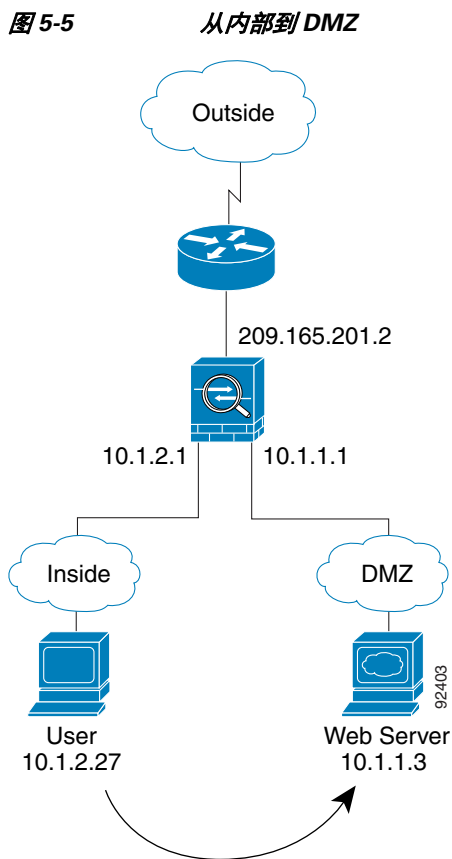 图 5-5 从内部到 DMZ
Outside
209.165.201.2
10.1.2.1 10.1.1.1
Inside DMZ
92403
User Web Server
10.1.2.27 10.1.1.3